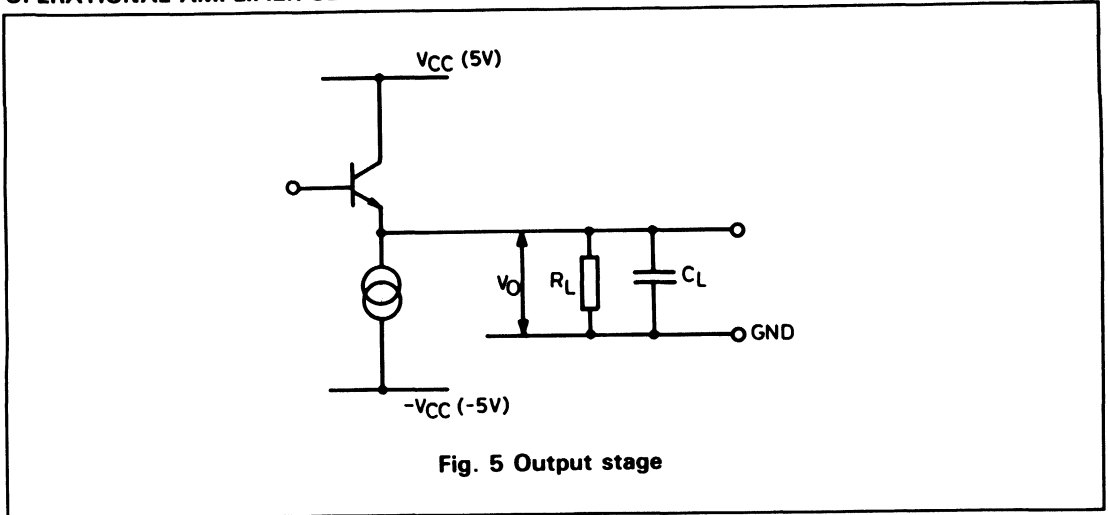 VCC (5V)
VO
RL
CL
GND
-VCC (-5V)
Fig. 5 Output stage